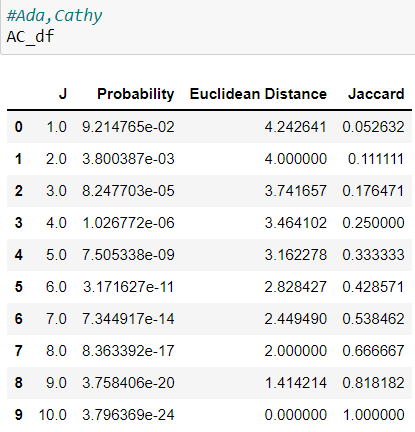 #Ada,Cathy
AC_df
J Probability Euclidean Distance Jaccard
0 1.0 9.214765e-02 4.242641 0.052632
1 2.0 3.800387e-03 4.000000 0.111111
2 3.0 8.247703e-05 3.741657 0.176471
3 4.0 1.026772e-06 3.464102 0.250000
4 5.0 7.505338e-09 3.162278 0.333333
5 6.0 3.171627e-11 2.828427 0.428571
6 7.0 7.344917e-14 2.449490 0.538462
7 8.0 8.363392e-17 2.000000 0.666667
8 9.0 3.758406e-20 1.414214 0.818182
9 10.0 3.796369e-24 0.000000 1.000000